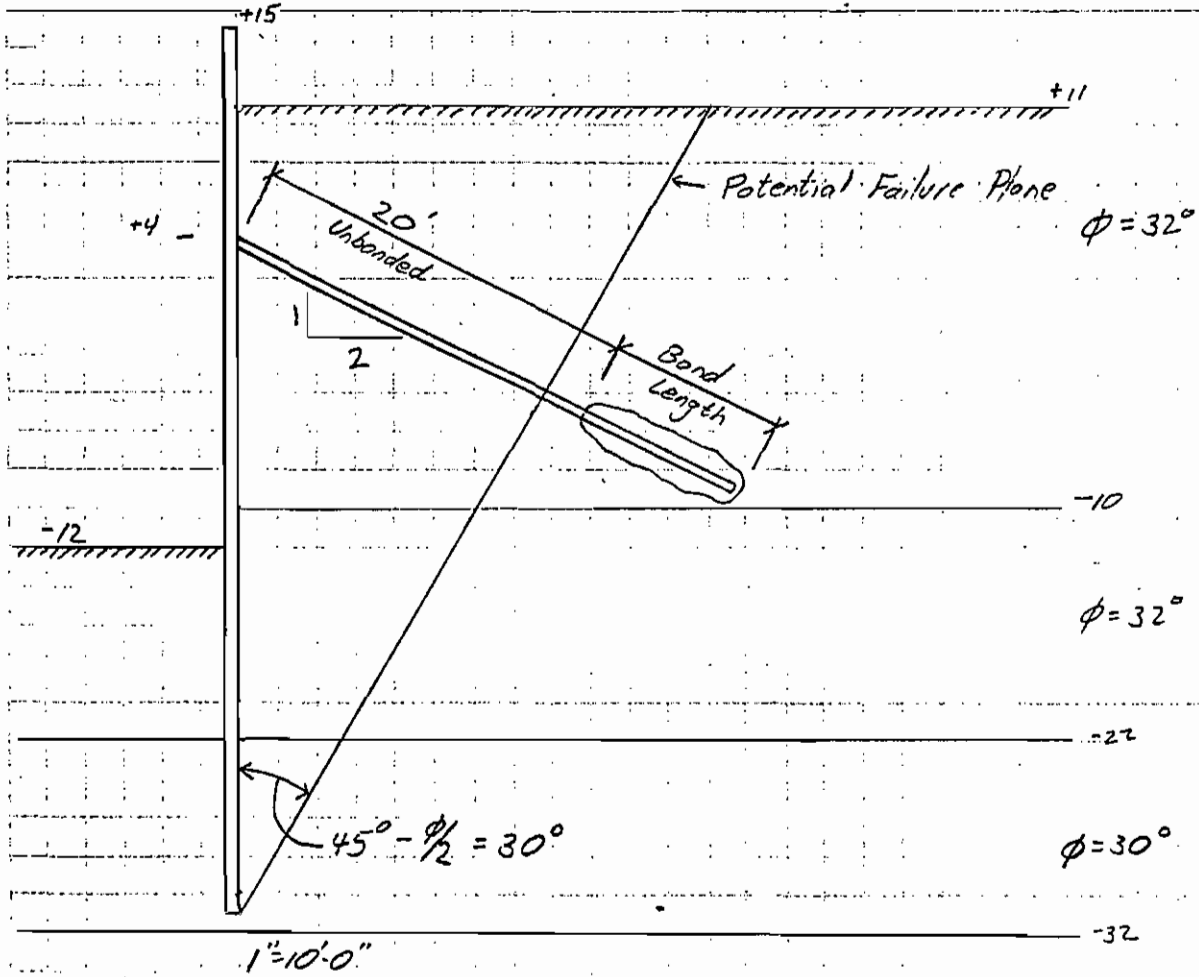 +15
+11
Potential Failure Plane
φ = 32°
+4 -
20'
Unbonded
1
2
Bond
Length
-10
-12
φ = 32°
-22
45° - φ/2 = 30°
φ = 30°
-32
1"=10'-0"